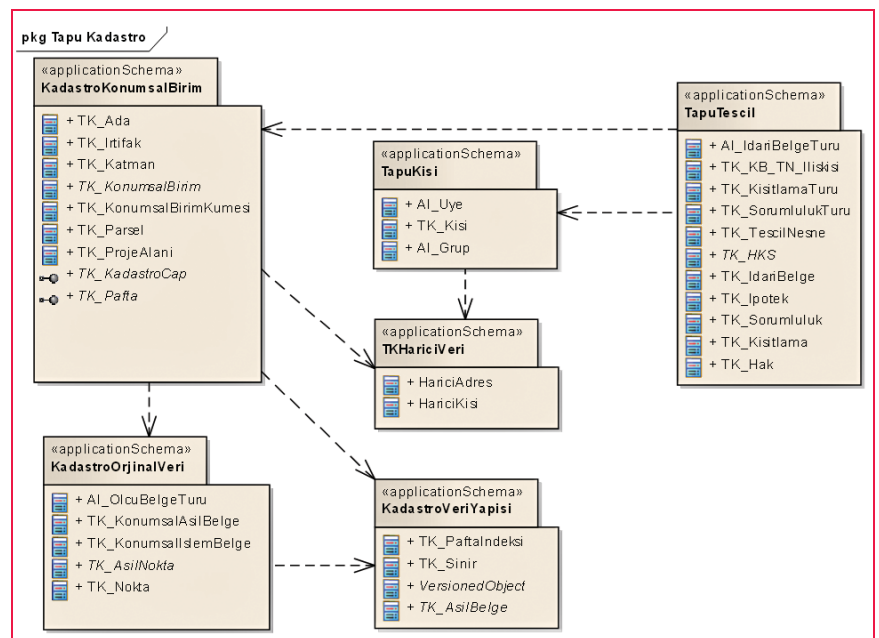 pkg Tapu Kadastro
«applicationSchema»
KadastroKonumsalBirim
+ TK_Ada
+ TK_Irtifak
+ TK_Katman
+ TK_KonumsalBirim
+ TK_KonumsalBirimKumesi
+ TK_Parsel
+ TK_ProjeAlani
+ TK_KadastroCap
+ TK_Pafta
«applicationSchema»
TapuKisi
+ AI_Uye
+ TK_Kisi
+ AI_Grup
«applicationSchema»
TapuTescil
+ AI_IdariBelgeTuru
+ TK_KB_TN_Iliskisi
+ TK_KisitlamaTuru
+ TK_SorumlulukTuru
+ TK_TescilNesne
+ TK_HKS
+ TK_IdariBelge
+ TK_Ipotek
+ TK_Sorumluluk
+ TK_Kisitlama
+ TK_Hak
«applicationSchema»
TKHariciVeri
+ HariciAdres
+ HariciKisi
«applicationSchema»
KadastroOrjinalVeri
+ AI_OlcuBelgeTuru
+ TK_KonumsalAsilBelge
+ TK_KonumsalIslemBelge
+ TK_AsilNokta
+ TK_Nokta
«applicationSchema»
KadastroVeriYapisi
+ TK_PaftaIndeksi
+ TK_Sinir
+ VersionedObject
+ TK_AsilBelge